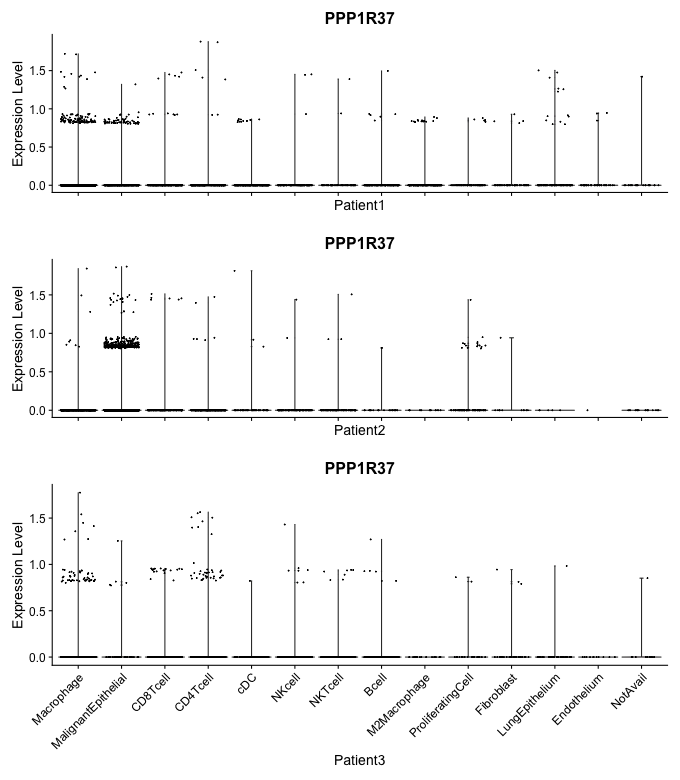 PPP1R37
Expression Level
1.5
1.0
0.5
0.0
Patient1
PPP1R37
Expression Level
1.5
1.0
0.5
0.0
Patient2
PPP1R37
Expression Level
1.5
1.0
0.5
0.0
Macrophage
MalignantEpithelial
CD8Tcell
CD4Tcell
cDC
NKcell
NKTcell
Bcell
M2Macrophage
ProliferatingCell
Fibroblast
LungEpithelium
Endothelium
NotAvail
Patient3